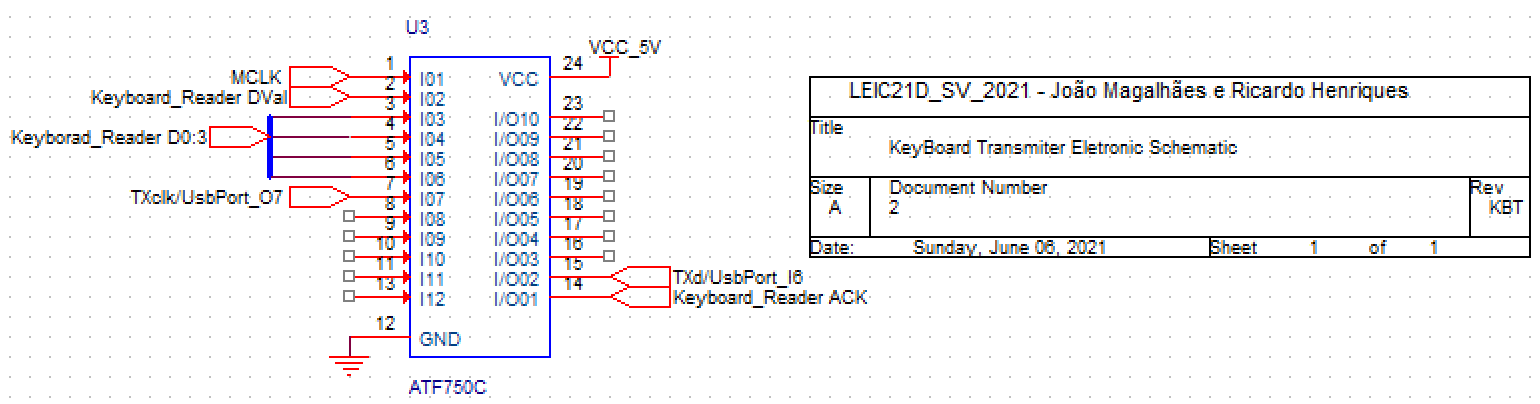 U3
VCC_5V
1
24
MCLK
I01
VCC
2
Keyboard_Reader DVal
I02
3
23
I03
I/O10
4
22
Keyborad_Reader D0:3
I04
I/O09
5
21
I05
I/O08
6
20
I06
I/O07
7
19
TXclk/UsbPort_O7
I07
I/O06
8
18
I08
I/O05
9
17
I09
I/O04
10
16
I10
I/O03
11
15
I11
I/O02
TXd/UsbPort_I6
13
14
I12
I/O01
Keyboard_Reader ACK
12
GND
ATF750C
LEIC21D_SV_2021 - João Magalhães e Ricardo Henriques
Title
KeyBoard Transmiter Eletronic Schematic
Size
Document Number
Rev
A
2
KBT
Date: Sunday, June 06, 2021 Sheet 1 of 1